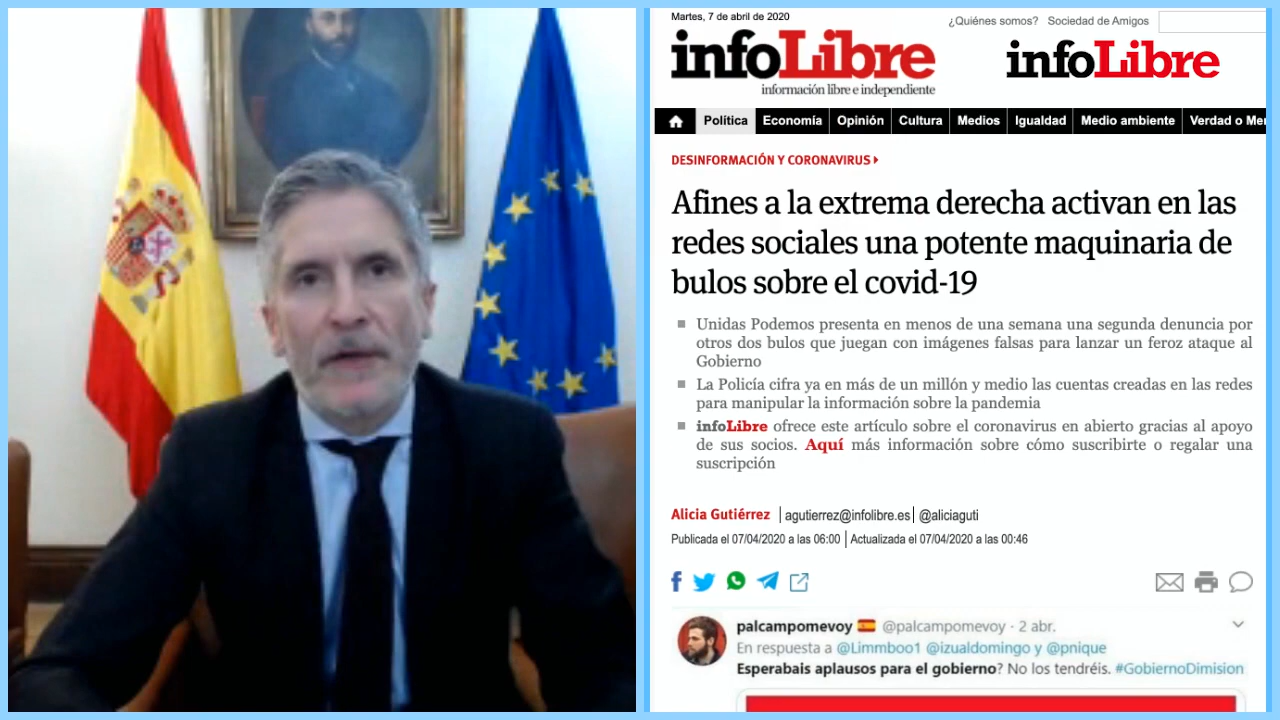 Martes, 7 de abril de 2020
¿Quiénes somos? Sociedad de Amigos
infoLibre
información libre e independiente
infoLibre
Política Economía Opinión Cultura Medios Igualdad Medio ambiente Verdad o Me
DESINFORMACIÓN Y CORONAVIRUS
Afines a la extrema derecha activan en las
redes sociales una potente maquinaria de
bulos sobre el covid-19
Unidas Podemos presenta en menos de una semana una segunda denuncia por
otros dos bulos que juegan con imágenes falsas para lanzar un feroz ataque al
Gobierno
La Policía cifra ya en más de un millón y medio las cuentas creadas en las redes
para manipular la información sobre la pandemia
infoLibre ofrece este artículo sobre el coronavirus en abierto gracias al apoyo
de sus socios. Aquí más información sobre cómo suscribirte o regalar una
suscripción
Alicia Gutiérrez | agutierrez@infolibre.es | @aliciaguti
Publicada el 07/04/2020 a las 06:00 | Actualizada el 07/04/2020 a las 00:46
palcampomevoy @palcampomevoy · 2 abr.
En respuesta a @Limmboo1 @izualdomingo y @pnique
Esperabais aplausos para el gobierno? No los tendréis. #GobiernoDimision